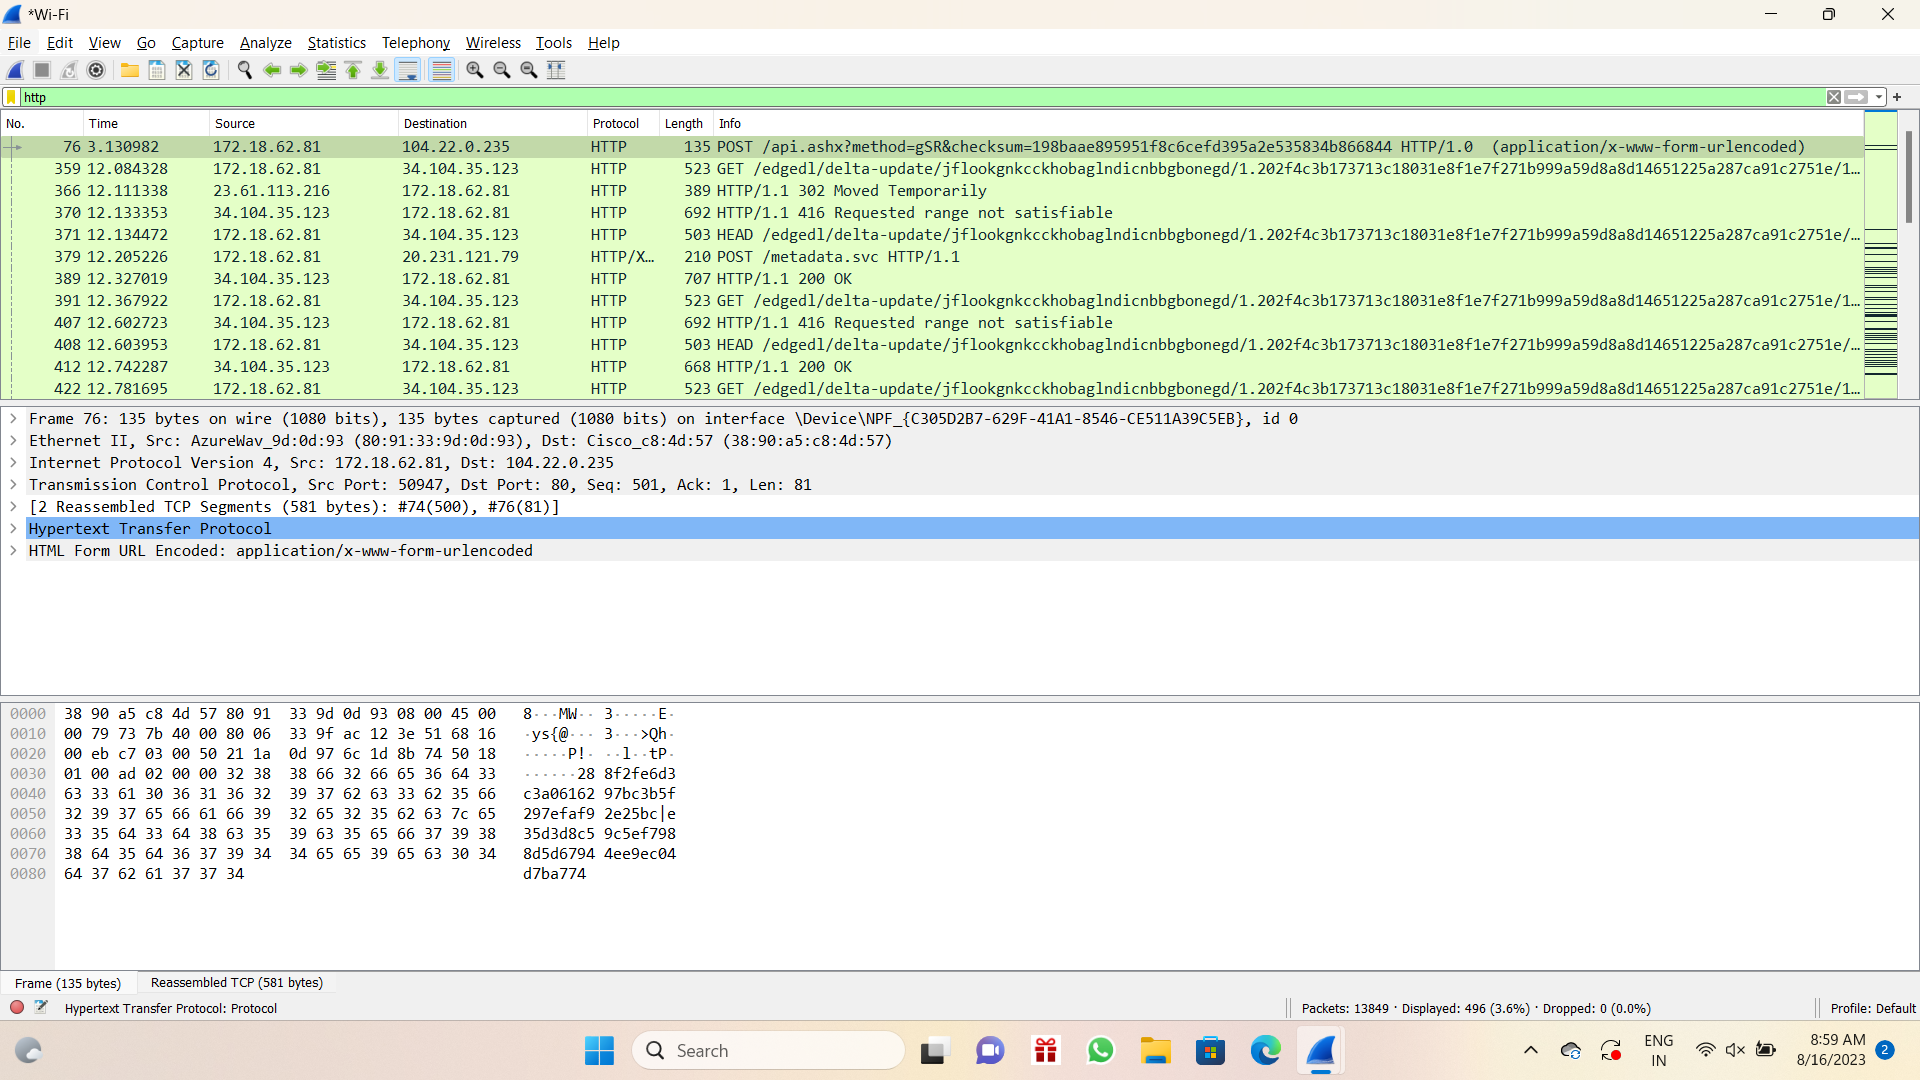 *Wi-Fi
File Edit View Go Capture Analyze Statistics Telephony Wireless Tools Help
http
No. Time Source Destination Protocol Length Info
76 3.130982 172.18.62.81 104.22.0.235 HTTP 135 POST /api.ashx?method=gSR&checksum=198baae895951f8c6cefd395a2e535834b866844 HTTP/1.0 (application/x-www-form-urlencoded)
359 12.084328 172.18.62.81 34.104.35.123 HTTP 523 GET /edgedl/delta-update/jflookgnkcckhobaglndicnbbgbonegd/1.202f4c3b173713c18031e8f1e7f271b999a59d8a8d14651225a287ca91c2751e/1…
366 12.111338 23.61.113.216 172.18.62.81 HTTP 389 HTTP/1.1 302 Moved Temporarily
370 12.133353 34.104.35.123 172.18.62.81 HTTP 692 HTTP/1.1 416 Requested range not satisfiable
371 12.134472 172.18.62.81 34.104.35.123 HTTP 503 HEAD /edgedl/delta-update/jflookgnkcckhobaglndicnbbgbonegd/1.202f4c3b173713c18031e8f1e7f271b999a59d8a8d14651225a287ca91c2751e/…
379 12.205226 172.18.62.81 20.231.121.79 HTTP/X… 210 POST /metadata.svc HTTP/1.1
389 12.327019 34.104.35.123 172.18.62.81 HTTP 707 HTTP/1.1 200 OK
391 12.367922 172.18.62.81 34.104.35.123 HTTP 523 GET /edgedl/delta-update/jflookgnkcckhobaglndicnbbgbonegd/1.202f4c3b173713c18031e8f1e7f271b999a59d8a8d14651225a287ca91c2751e/1…
407 12.602723 34.104.35.123 172.18.62.81 HTTP 692 HTTP/1.1 416 Requested range not satisfiable
408 12.603953 172.18.62.81 34.104.35.123 HTTP 503 HEAD /edgedl/delta-update/jflookgnkcckhobaglndicnbbgbonegd/1.202f4c3b173713c18031e8f1e7f271b999a59d8a8d14651225a287ca91c2751e/…
412 12.742287 34.104.35.123 172.18.62.81 HTTP 668 HTTP/1.1 200 OK
422 12.781695 172.18.62.81 34.104.35.123 HTTP 523 GET /edgedl/delta-update/jflookgnkcckhobaglndicnbbgbonegd/1.202f4c3b173713c18031e8f1e7f271b999a59d8a8d14651225a287ca91c2751e/1…
Frame 76: 135 bytes on wire (1080 bits), 135 bytes captured (1080 bits) on interface \Device\NPF_{C305D2B7-629F-41A1-8546-CE511A39C5EB}, id 0
Ethernet II, Src: AzureWav_9d:0d:93 (80:91:33:9d:0d:93), Dst: Cisco_c8:4d:57 (38:90:a5:c8:4d:57)
Internet Protocol Version 4, Src: 172.18.62.81, Dst: 104.22.0.235
Transmission Control Protocol, Src Port: 50947, Dst Port: 80, Seq: 501, Ack: 1, Len: 81
[2 Reassembled TCP Segments (581 bytes): #74(500), #76(81)]
Hypertext Transfer Protocol
HTML Form URL Encoded: application/x-www-form-urlencoded
0000 38 90 a5 c8 4d 57 80 91 33 9d 0d 93 08 00 45 00 8···MW·· 3·····E·
0010 00 79 73 7b 40 00 80 06 33 9f ac 12 3e 51 68 16 ·ys{@··· 3···>Qh·
0020 00 eb c7 03 00 50 21 1a 0d 97 6c 1d 8b 74 50 18 ·····P!· ··l··tP·
0030 01 00 ad 02 00 00 32 38 38 66 32 66 65 36 64 33 ······28 8f2fe6d3
0040 63 33 61 30 36 31 36 32 39 37 62 63 33 62 35 66 c3a06162 97bc3b5f
0050 32 39 37 65 66 61 66 39 32 65 32 35 62 63 7c 65 297efaf9 2e25bc|e
0060 33 35 64 33 64 38 63 35 39 63 35 65 66 37 39 38 35d3d8c5 9c5ef798
0070 38 64 35 64 36 37 39 34 34 65 65 39 65 63 30 34 8d5d6794 4ee9ec04
0080 64 37 62 61 37 37 34 d7ba774
Frame (135 bytes) Reassembled TCP (581 bytes)
Hypertext Transfer Protocol: Protocol Packets: 13849 · Displayed: 496 (3.6%) · Dropped: 0 (0.0%) Profile: Default
Search
ENG
IN
8:59 AM
8/16/2023
2